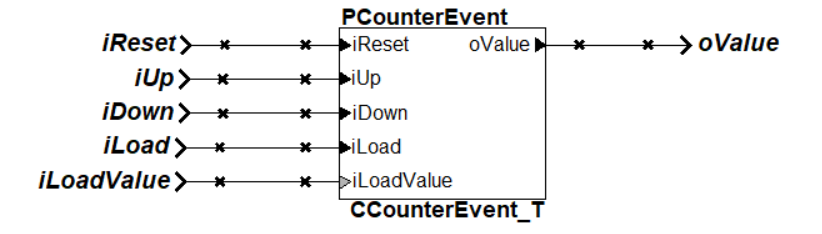 PCounterEvent
iReset iReset oValue oValue
iUp iUp
iDown iDown
iLoad iLoad
iLoadValue iLoadValue
CCounterEvent_T